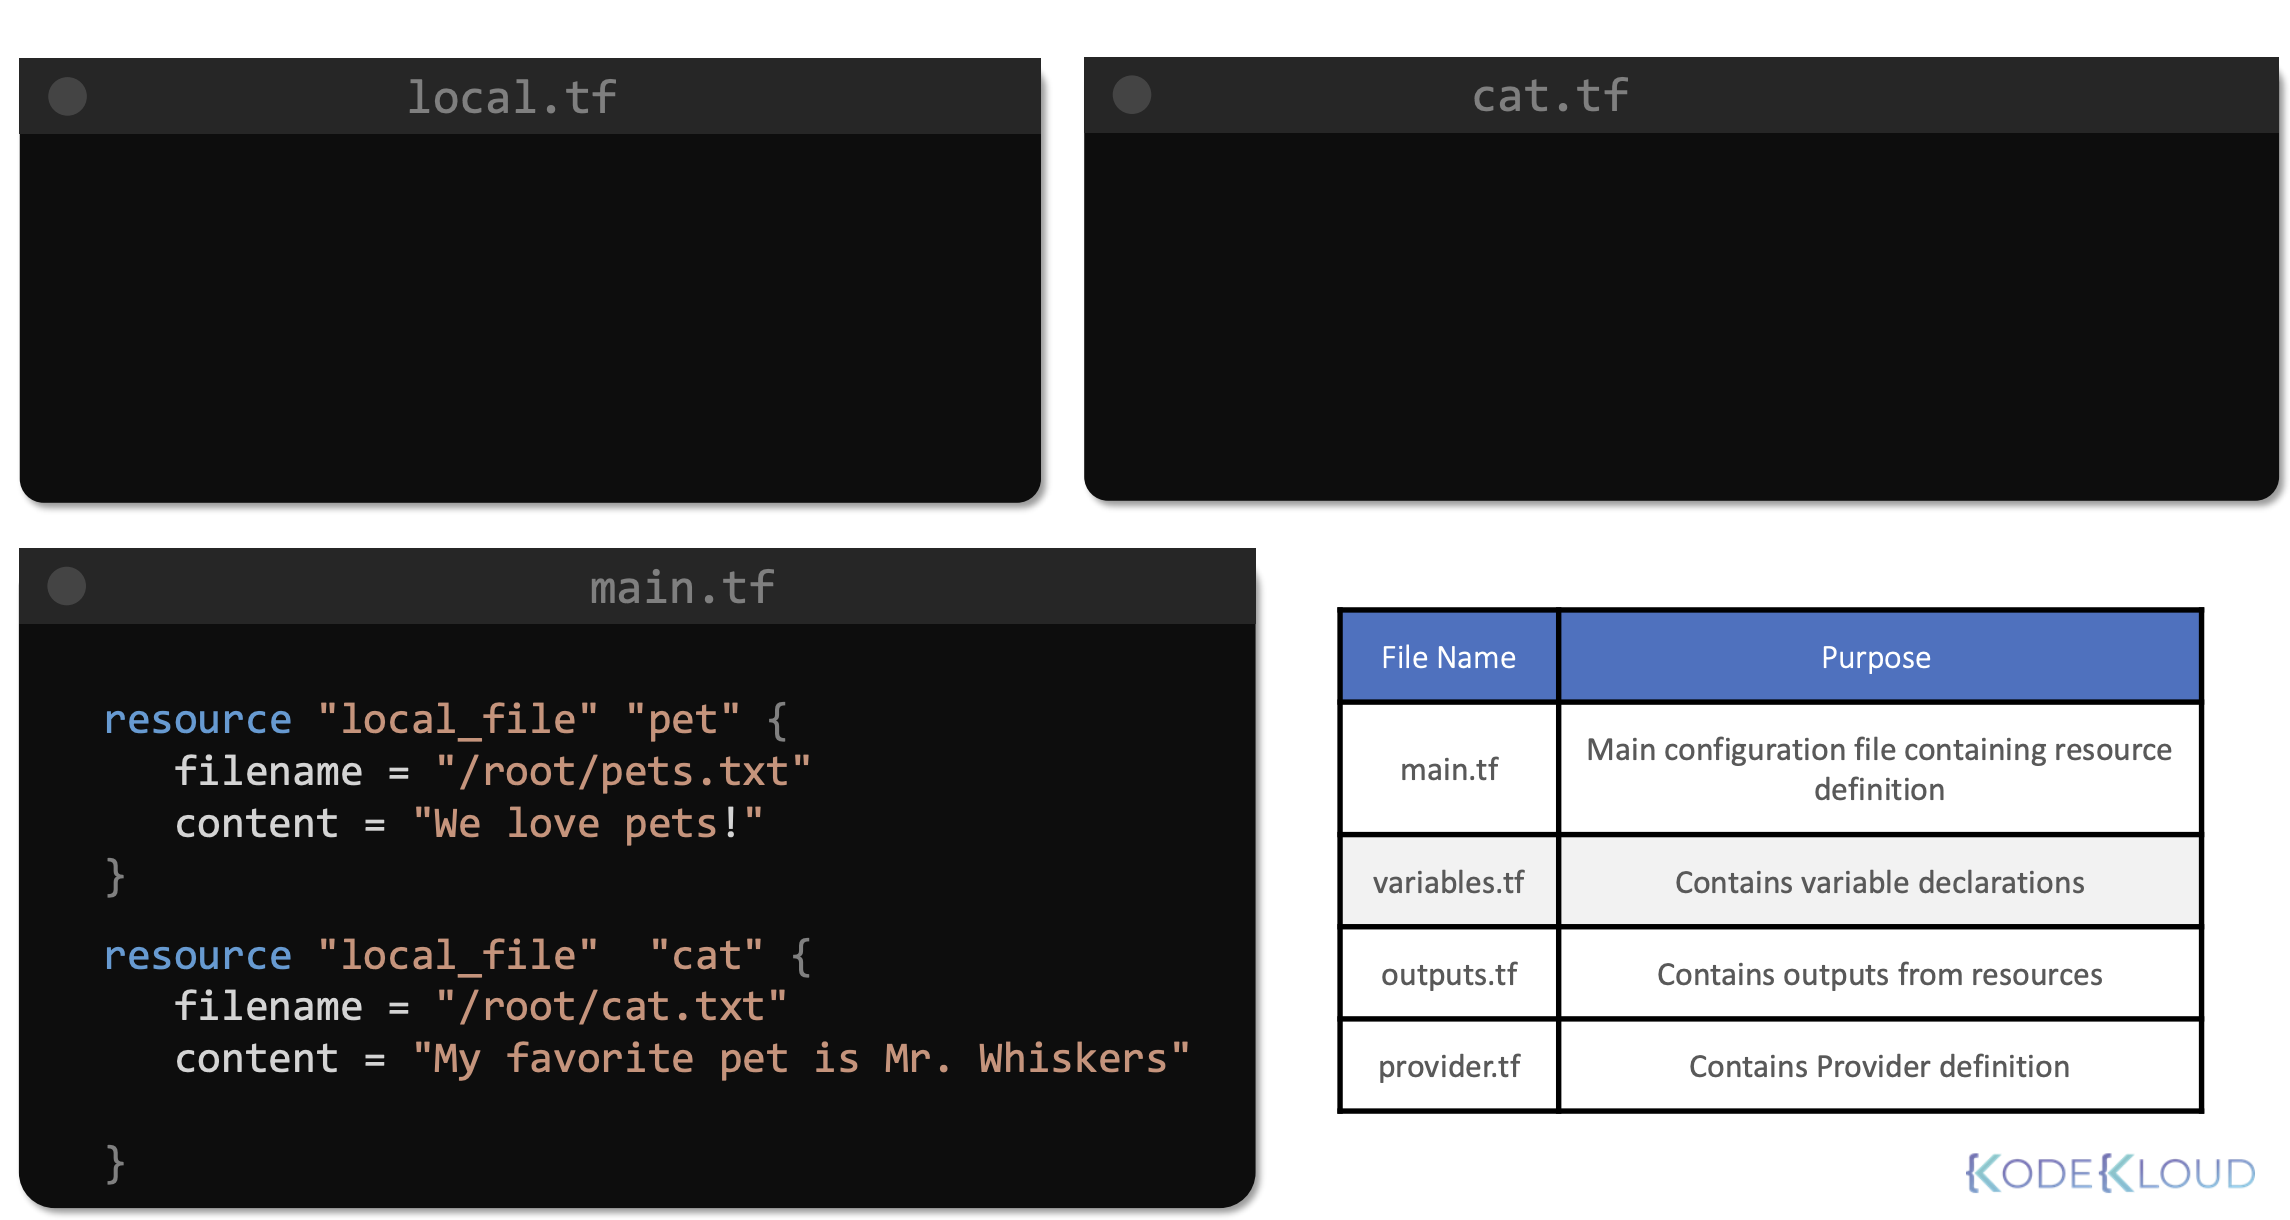 local.tf
cat.tf
main.tf
resource "local_file" "pet" {
filename = "/root/pets.txt"
content = "We love pets!"
}
resource "local_file"  "cat" {
filename = "/root/cat.txt"
content = "My favorite pet is Mr. Whiskers"
}
File Name Purpose
main.tf Main configuration file containing resource
definition
variables.tf Contains variable declarations
outputs.tf Contains outputs from resources
provider.tf Contains Provider definition
KODEKLOUD